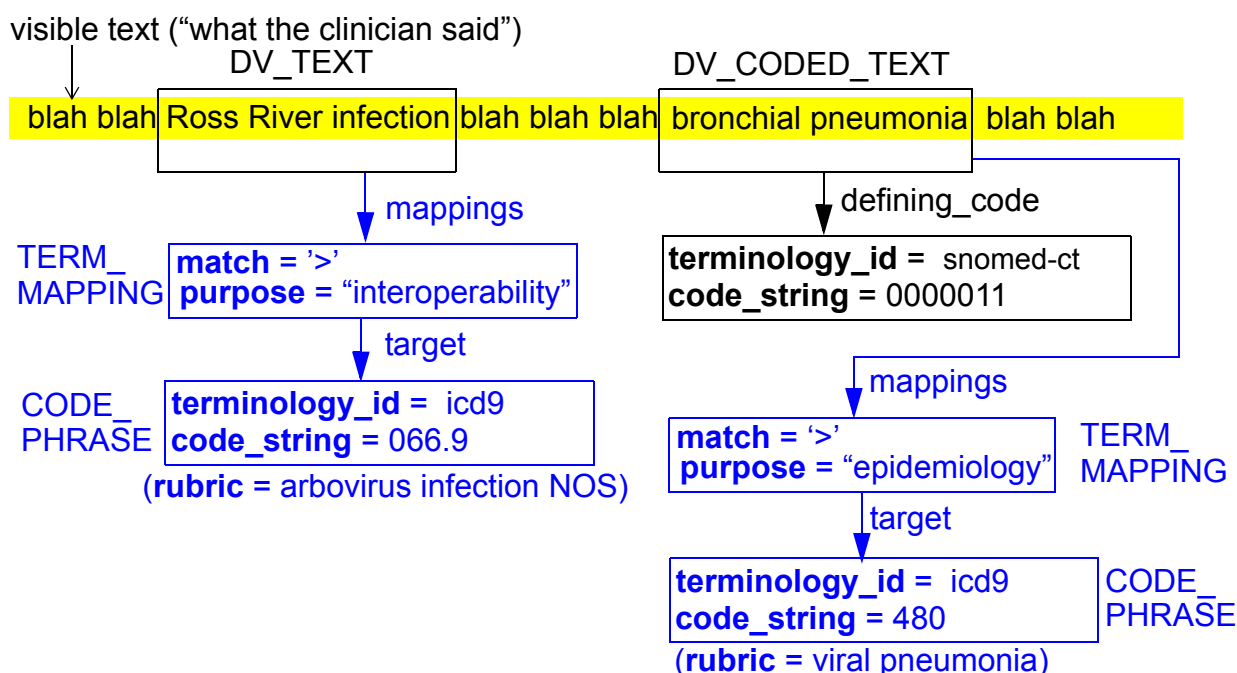 visible text (“what the clinician said”)
DV_TEXT
DV_CODED_TEXT
blah blah Ross River infection blah blah blah bronchial pneumonia blah blah
mappings
defining_code
TERM_
MAPPING
match = '>'
purpose = “interoperability”
terminology_id = snomed-ct
code_string = 0000011
target
CODE_
PHRASE
terminology_id = icd9
code_string = 066.9
(rubric = arbovirus infection NOS)
mappings
match = ‘>’
purpose = “epidemiology”
TERM_
MAPPING
target
terminology_id = icd9
code_string = 480
CODE_
PHRASE
(rubric = viral pneumonia)